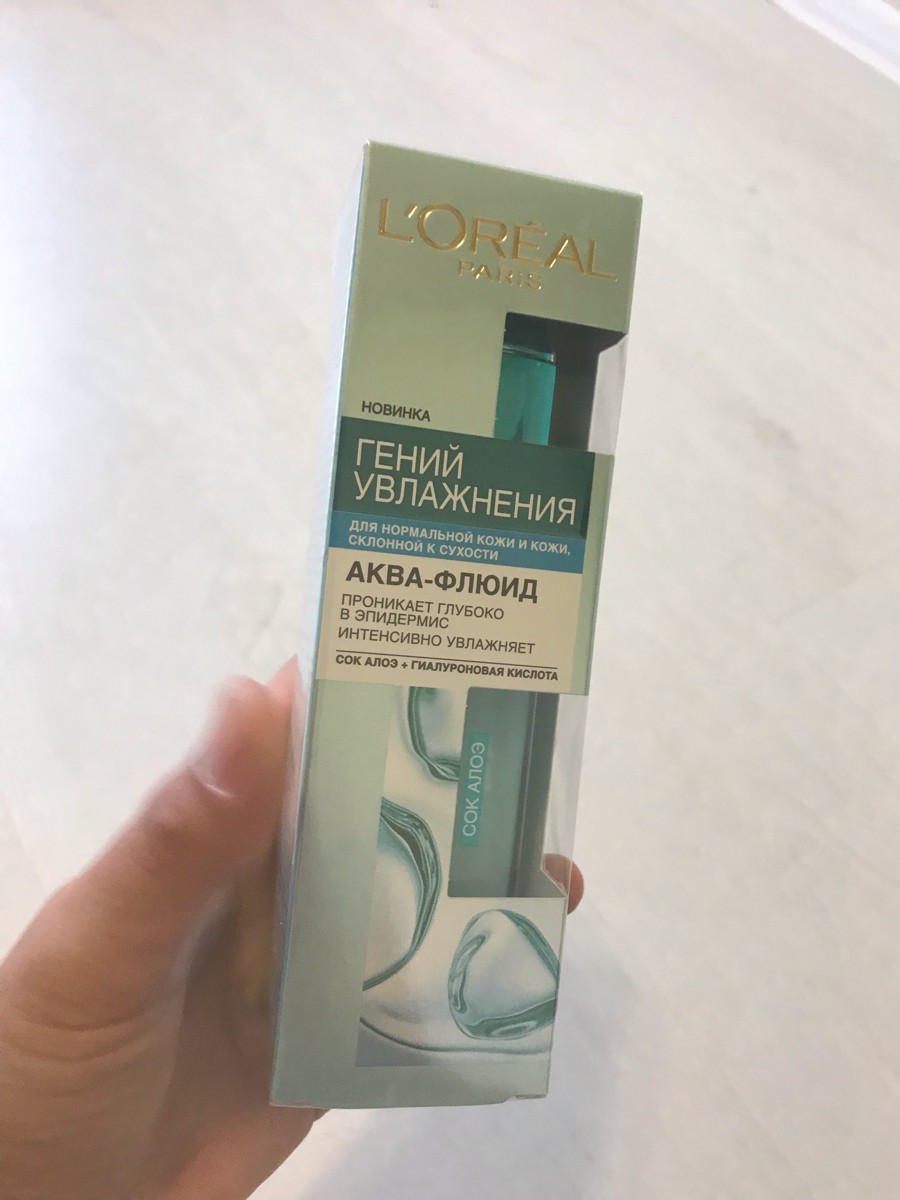 L'ORÉAL
PARIS
НОВИНКА
ГЕНИЙ
УВЛАЖНЕНИЯ
ДЛЯ НОРМАЛЬНОЙ КОЖИ И КОЖИ,
СКЛОННОЙ К СУХОСТИ
АКВА-ФЛЮИД
ПРОНИКАЕТ ГЛУБОКО
В ЭПИДЕРМИС
ИНТЕНСИВНО УВЛАЖНЯЕТ
СОК АЛОЭ + ГИАЛУРОНОВАЯ КИСЛОТА
СОК АЛОЭ